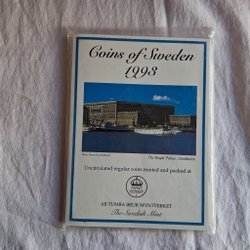 Coins of Sweden
1993
The Royal Palace, Stockholm
Uncirculated regular coins minted and packed at
AB TUMBA BRUK MYNTVERKET
The Swedish Mint